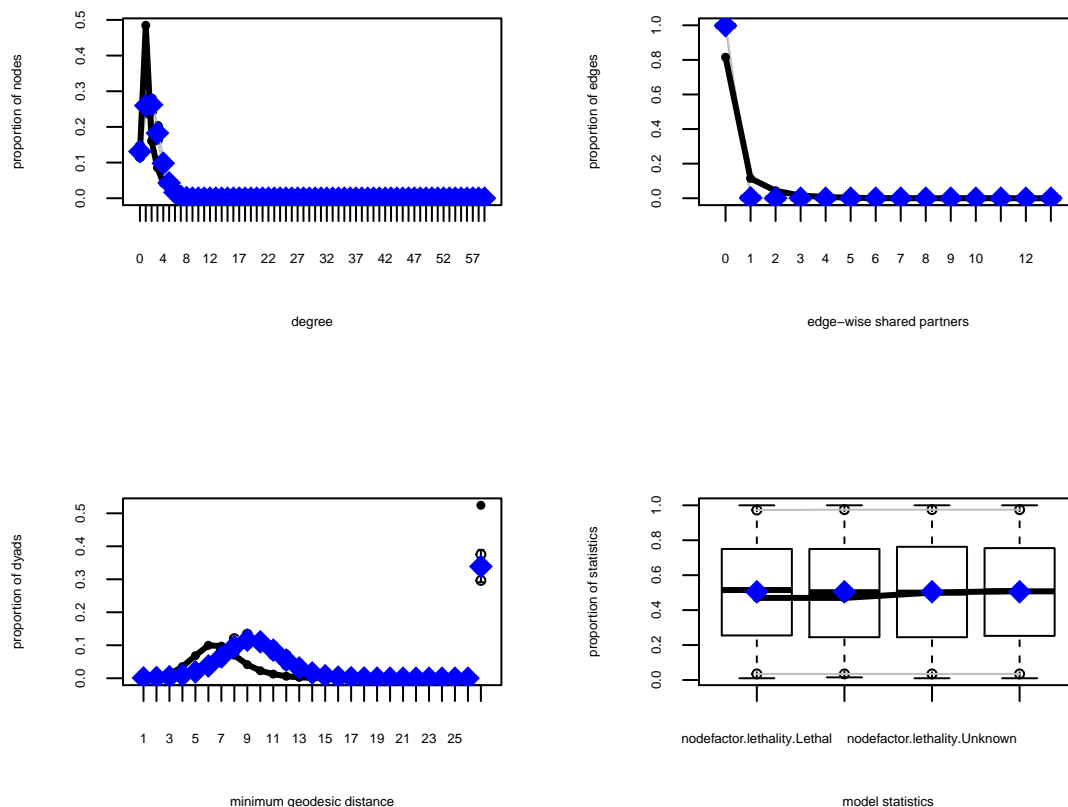 proportion of nodes
0.5
0.4
0.3
0.2
0.1
0.0
0 4 8 12 17 22 27 32 37 42 47 52 57
degree
proportion of edges
1.0
0.8
0.6
0.4
0.2
0.0
0 1 2 3 4 5 6 7 8 9 10 12
edge−wise shared partners
proportion of dyads
0.5
0.4
0.3
0.2
0.1
0.0
1 3 5 7 9 11 13 15 17 19 21 23 25
minimum geodesic distance
proportion of statistics
1.0
0.8
0.6
0.4
0.2
0.0
nodefactor.lethality.Lethal nodefactor.lethality.Unknown
model statistics